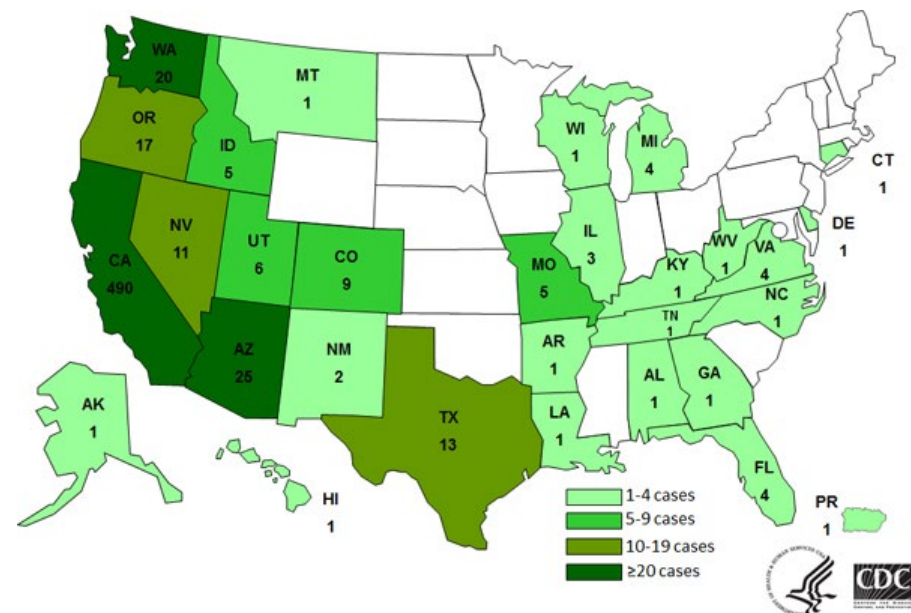 WA
20
MT
1
OR
17
ID
5
WI
1
MI
4
CT
1
NV
11
UT
6
CO
9
IL
3
WV
1
VA
4
DE
1
CA
490
MO
5
KY
1
NC
1
TN
1
AZ
25
NM
2
AR
1
AL
1
GA
1
AK
1
TX
13
LA
1
FL
4
HI
1
PR
1
1-4 cases
5-9 cases
10-19 cases
≥20 cases
CDC